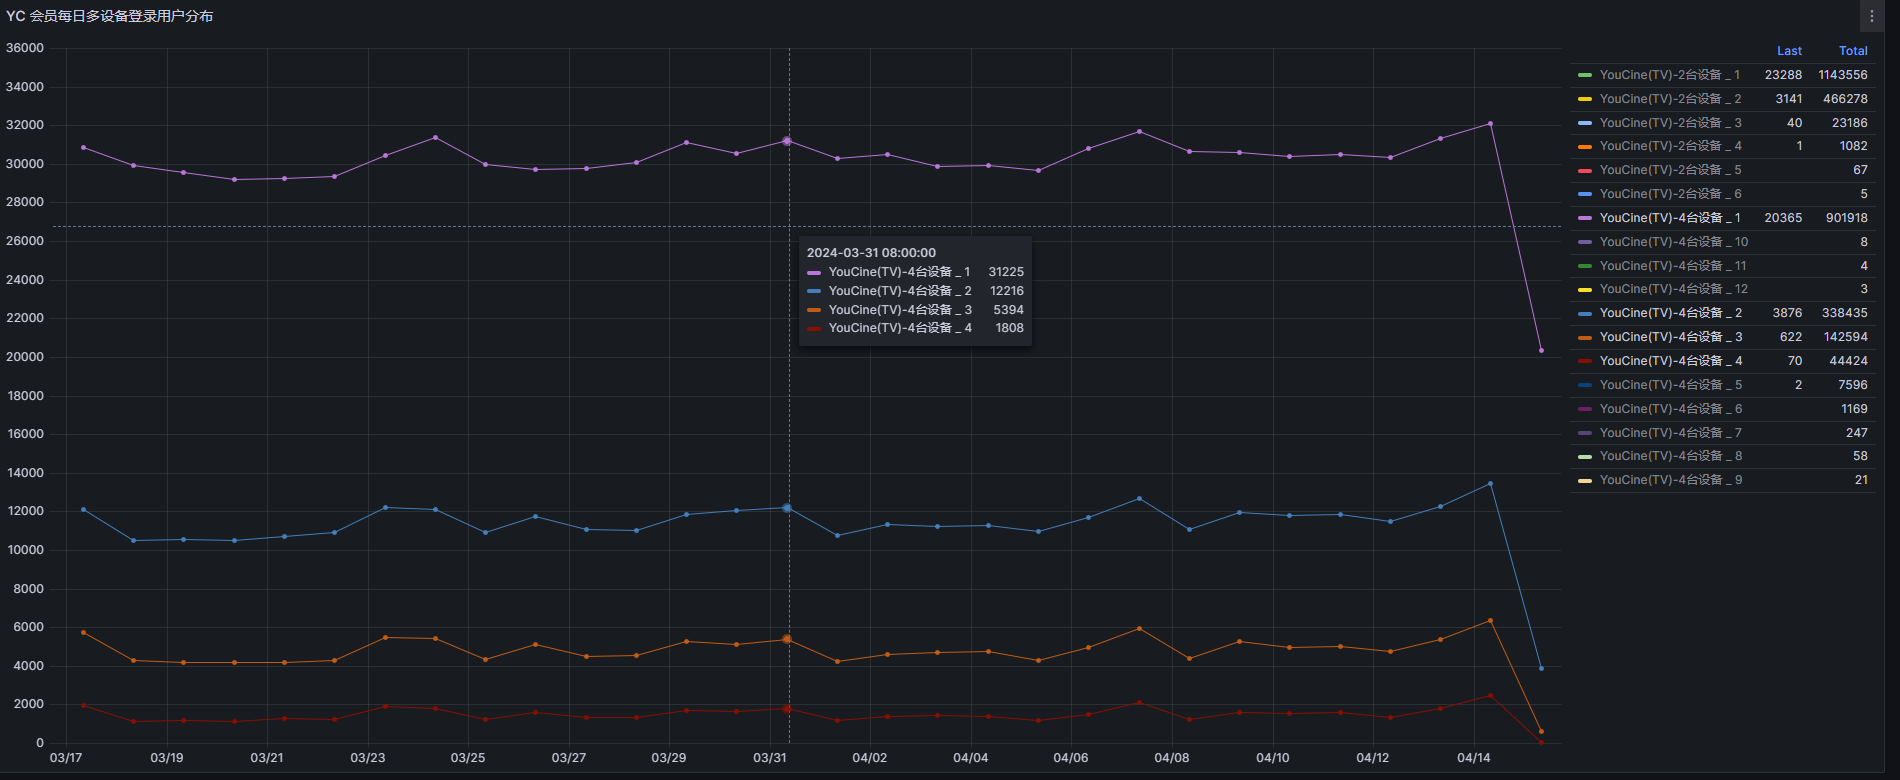 YC 会员每日多设备登录用户分布
36000
34000
32000
30000
28000
26000
24000
22000
20000
18000
16000
14000
12000
10000
8000
6000
4000
2000
0
03/17 03/19 03/21 03/23 03/25 03/27 03/29 03/31 04/02 04/04 04/06 04/08 04/10 04/12 04/14
2024-03-31 08:00:00
YouCine(TV)-4台设备 _ 1 31225
YouCine(TV)-4台设备 _ 2 12216
YouCine(TV)-4台设备 _ 3 5394
YouCine(TV)-4台设备 _ 4 1808
Last Total
YouCine(TV)-2台设备 _ 1 23288 1143556
YouCine(TV)-2台设备 _ 2 3141 466278
YouCine(TV)-2台设备 _ 3 40 23186
YouCine(TV)-2台设备 _ 4 1 1082
YouCine(TV)-2台设备 _ 5 67
YouCine(TV)-2台设备 _ 6 5
YouCine(TV)-4台设备 _ 1 20365 901918
YouCine(TV)-4台设备 _ 10 8
YouCine(TV)-4台设备 _ 11 4
YouCine(TV)-4台设备 _ 12 3
YouCine(TV)-4台设备 _ 2 3876 338435
YouCine(TV)-4台设备 _ 3 622 142594
YouCine(TV)-4台设备 _ 4 70 44424
YouCine(TV)-4台设备 _ 5 2 7596
YouCine(TV)-4台设备 _ 6 1169
YouCine(TV)-4台设备 _ 7 247
YouCine(TV)-4台设备 _ 8 58
YouCine(TV)-4台设备 _ 9 21